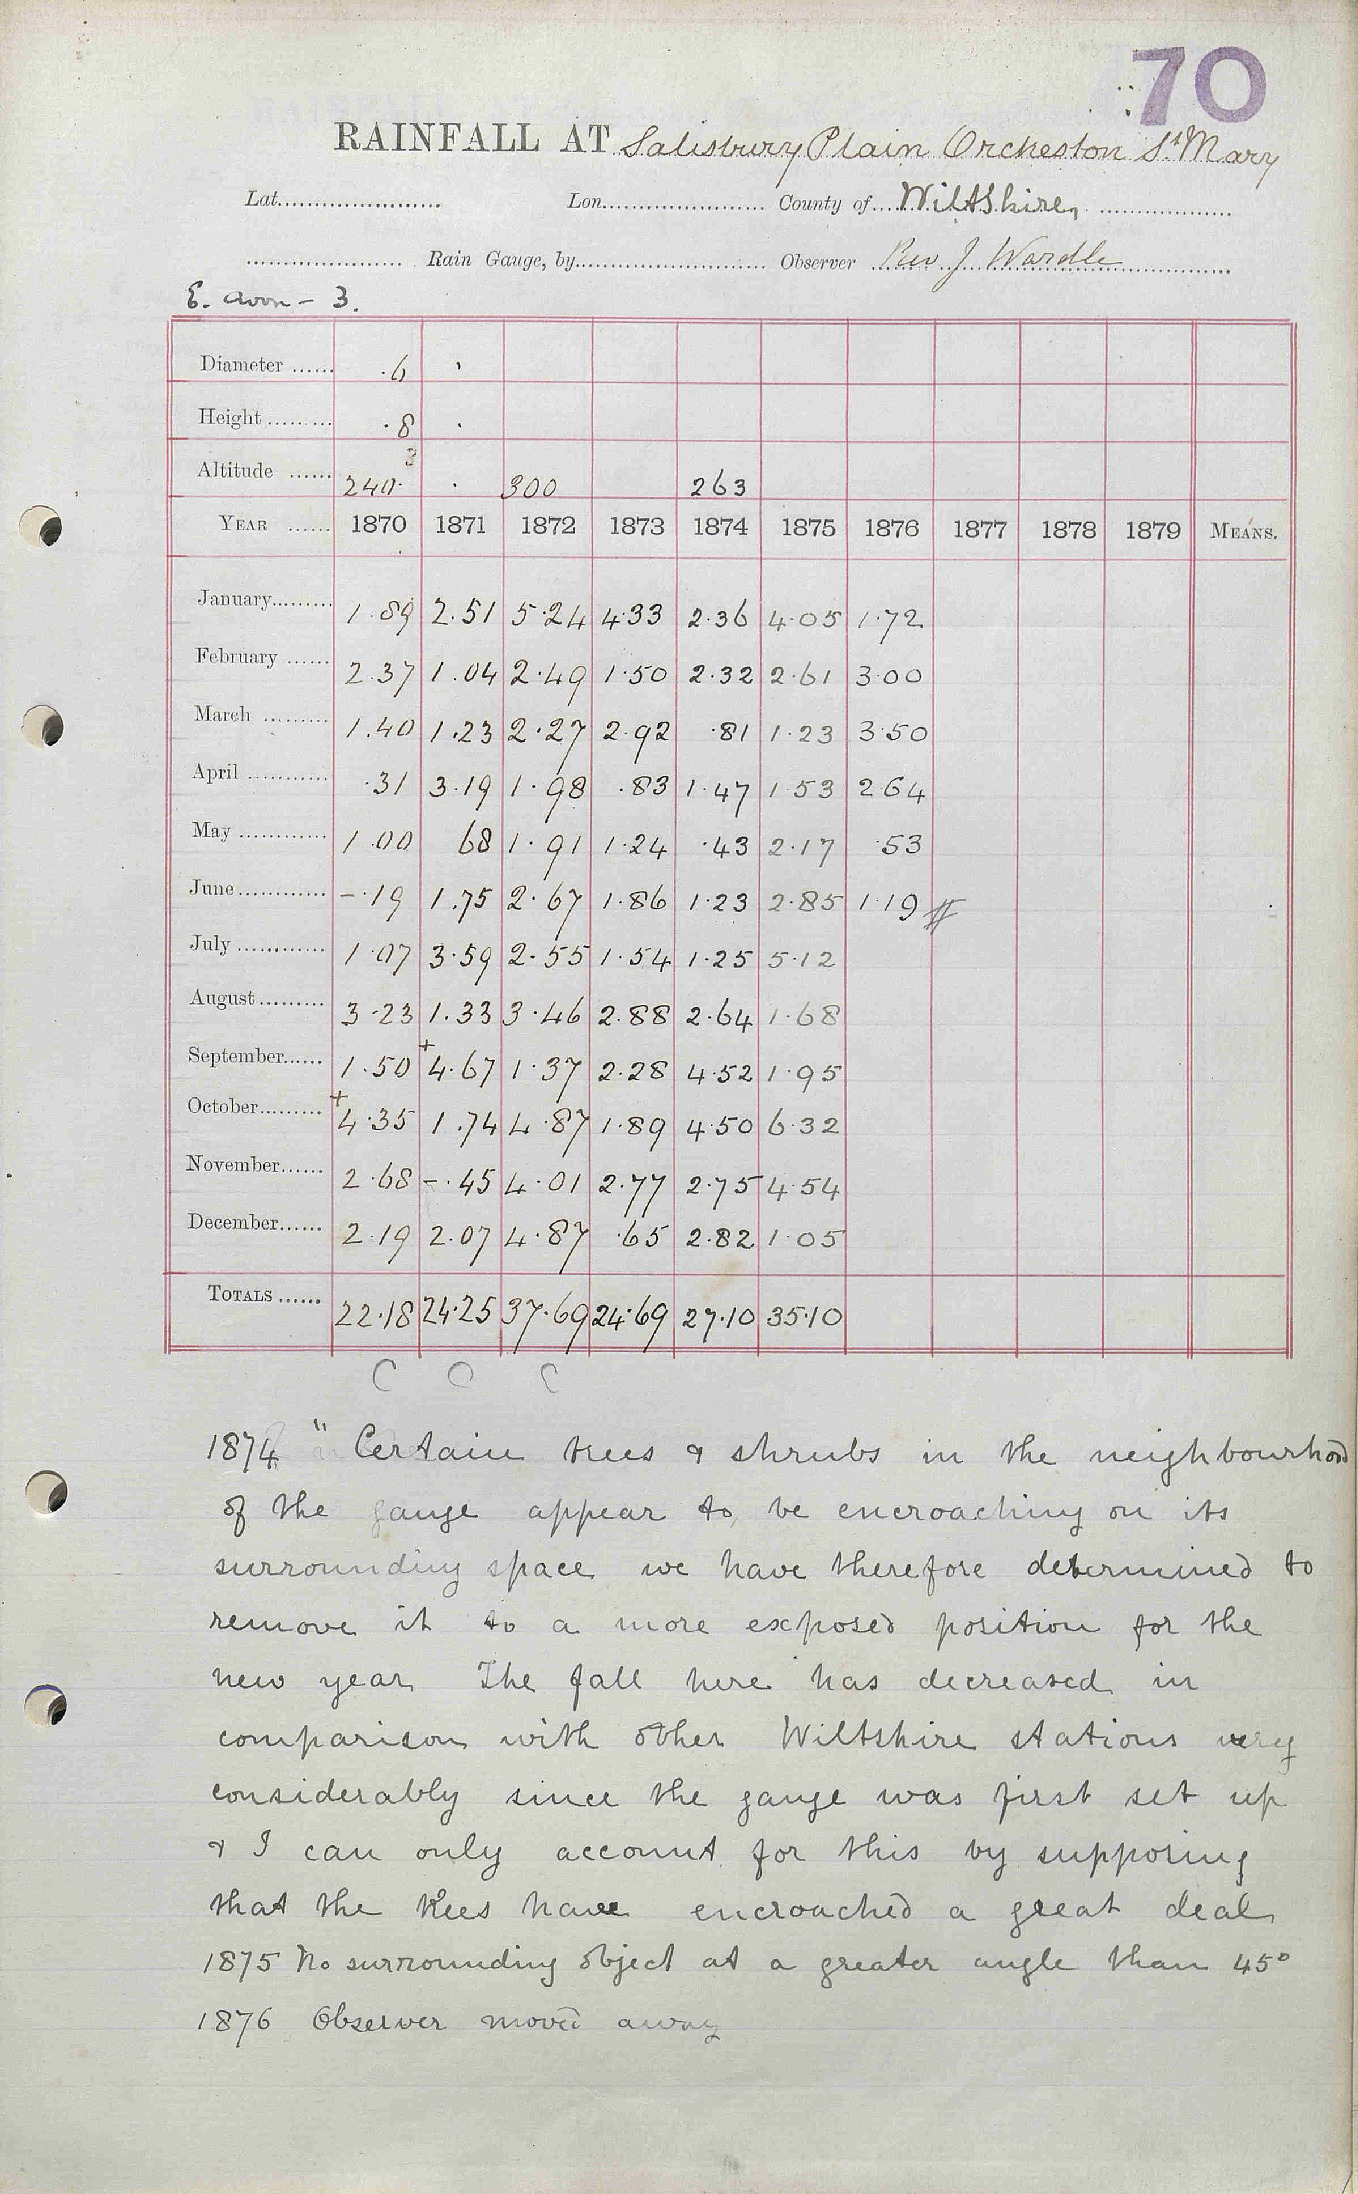 70
RAINFALL AT Salisbury Plain Orcheston St Mary
Lat...................... Lon....................... County of....Wiltshire....................
...................... Rain Gauge, by........................... Observer Rev J. Wardle
E. Avon - 3.
Diameter ...... .6 '
Height ......... .8 .
3
Altitude ...... 240. . 300 263
YEAR ...... 1870 1871 1872 1873 1874 1875 1876 1877 1878 1879 MEANS.
January......... 1.89 2.51 5.24 4.33 2.36 4.05 1.72
February ...... 2.37 1.04 2.49 1.50 2.32 2.61 3.00
March ......... 1.40 1.23 2.27 2.92 .81 1.23 3.50
April ........... .31 3.19 1.98 .83 1.47 1.53 2 64
May ............ 1.00 68 1.91 1.24 .43 2.17 .53
June............ -.19 1.75 2.67 1.86 1.23 2.85 1.19 #
July ............ 1.07 3.59 2.55 1.54 1.25 5.12
August......... 3.23 1.33 3.46 2.88 2.64 1.68
September...... 1.50 +4.67 1.37 2.28 4.52 1.95
October......... +4.35 1.74 4.87 1.89 4.50 6.32
November...... 2.68 -.45 4.01 2.77 2.75 4.54
December...... 2.19 2.07 4.87 .65 2.82 1.05
TOTALS ...... 22.18 24.25 37.69 24.69 27.10 35.10
C O C
1874 " Certain trees & shrubs in the neighbourhood
of the gauge appear to be encroaching on its
surrounding space we have therefore determined to
remove it to a more exposed position for the
new year The fall here has decreased in
comparison with other Wiltshire stations very
considerably since the gauge was first set up
& I can only account for this by supposing
that the trees have encroached a great deal
1875 No surrounding object at a greater angle than 45°
1876 Observer moved away